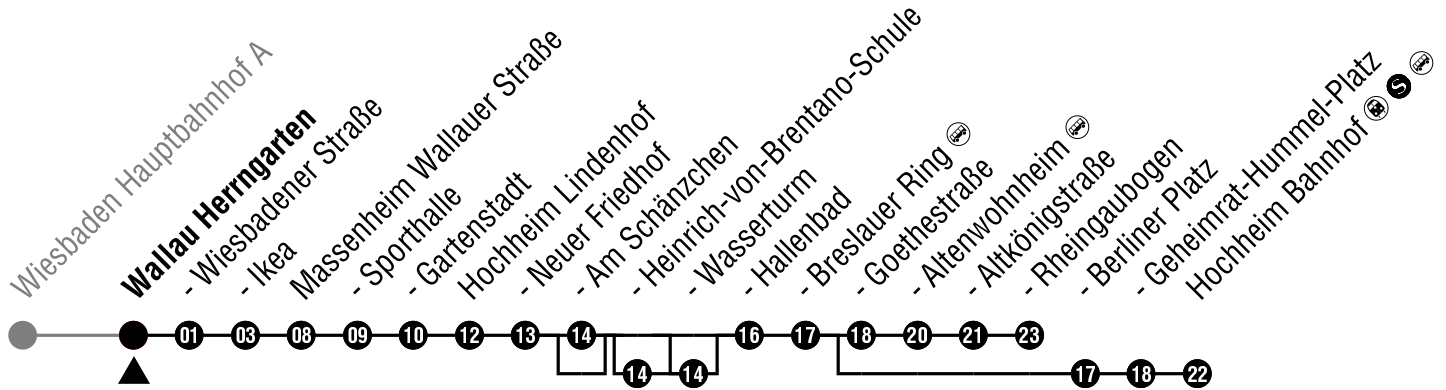 Wiesbaden Hauptbahnhof A
Wallau Herrngarten
- Wiesbadener Straße
- Ikea
Massenheim Wallauer Straße
- Sporthalle
- Gartenstadt
Hochheim Lindenhof
- Neuer Friedhof
- Am Schänzchen
- Heinrich-von-Brentano-Schule
- Wasserturm
- Hallenbad
- Breslauer Ring
- Goethestraße
- Altenwohnheim
- Altkönigstraße
- Rheingaubogen
- Berliner Platz
- Geheimrat-Hummel-Platz
Hochheim Bahnhof S
01 03 08 09 10 12 13 14 16 17 18 20 21 23
14 14 17 18 22